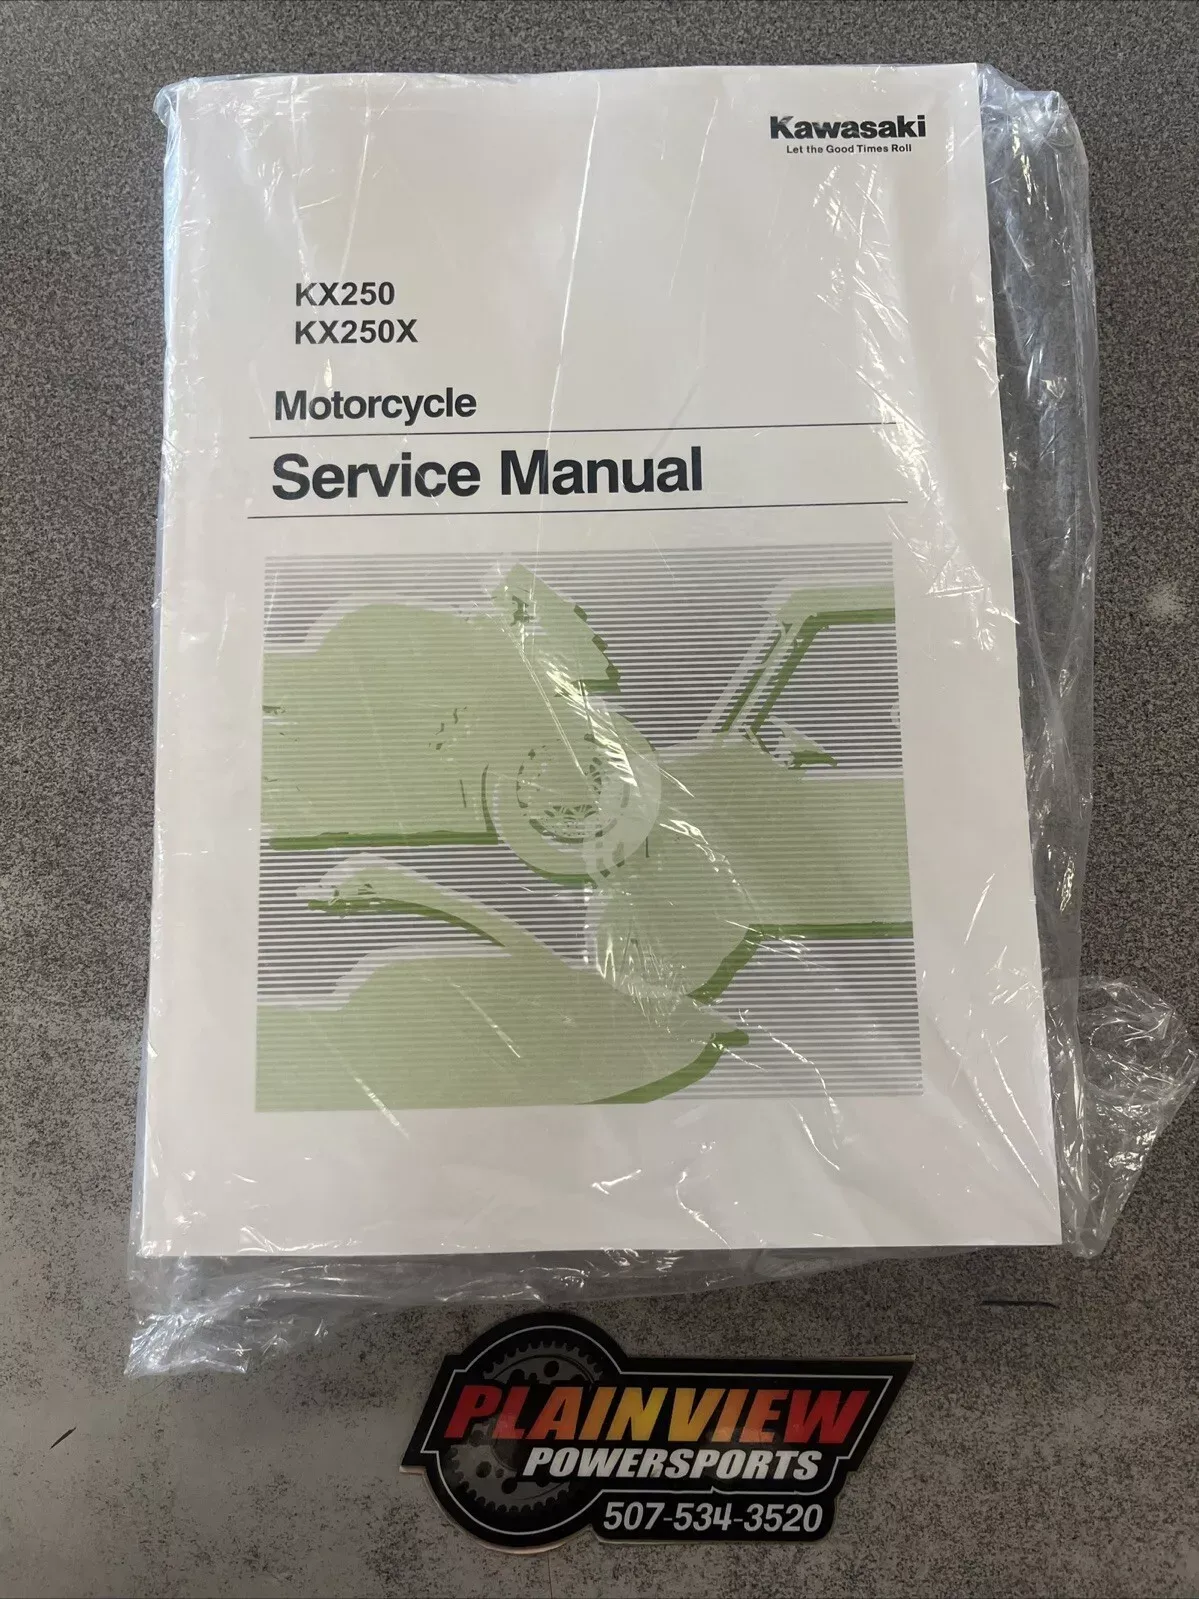 Kawasaki
Let the Good Times Roll
KX250
KX250X
Motorcycle
Service Manual
PLAINVIEW
POWERSPORTS
507-534-3520